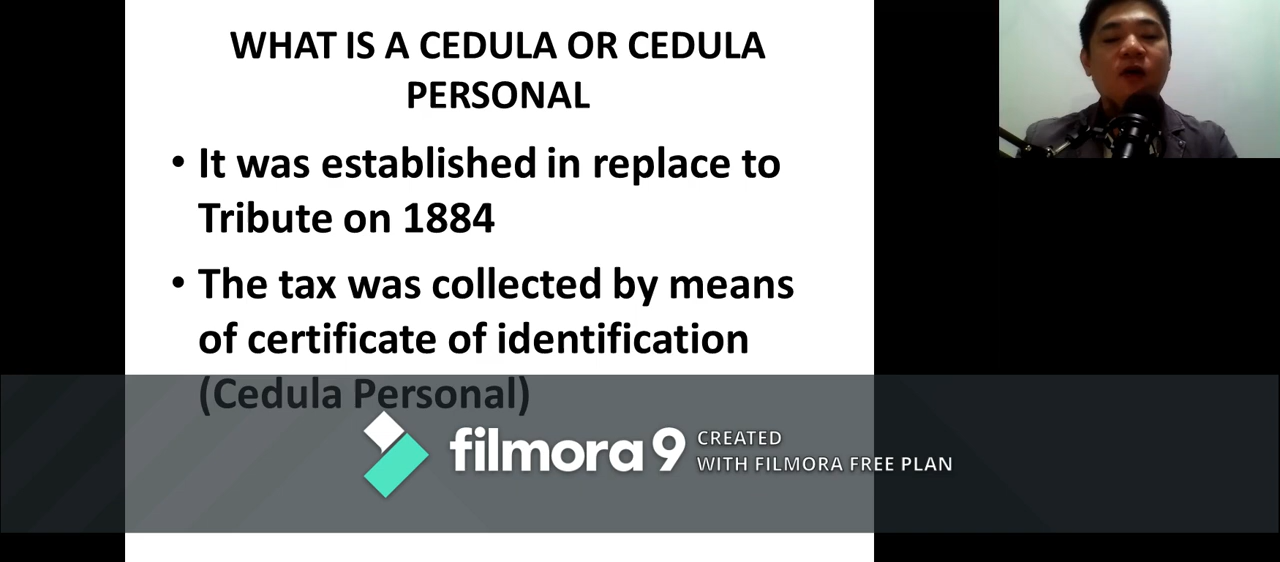 WHAT IS A CEDULA OR CEDULA
PERSONAL
• It was established in replace to
Tribute on 1884
• The tax was collected by means
of certificate of identification
(Cedula Personal)
filmora 9 CREATED
WITH FILMORA FREE PLAN